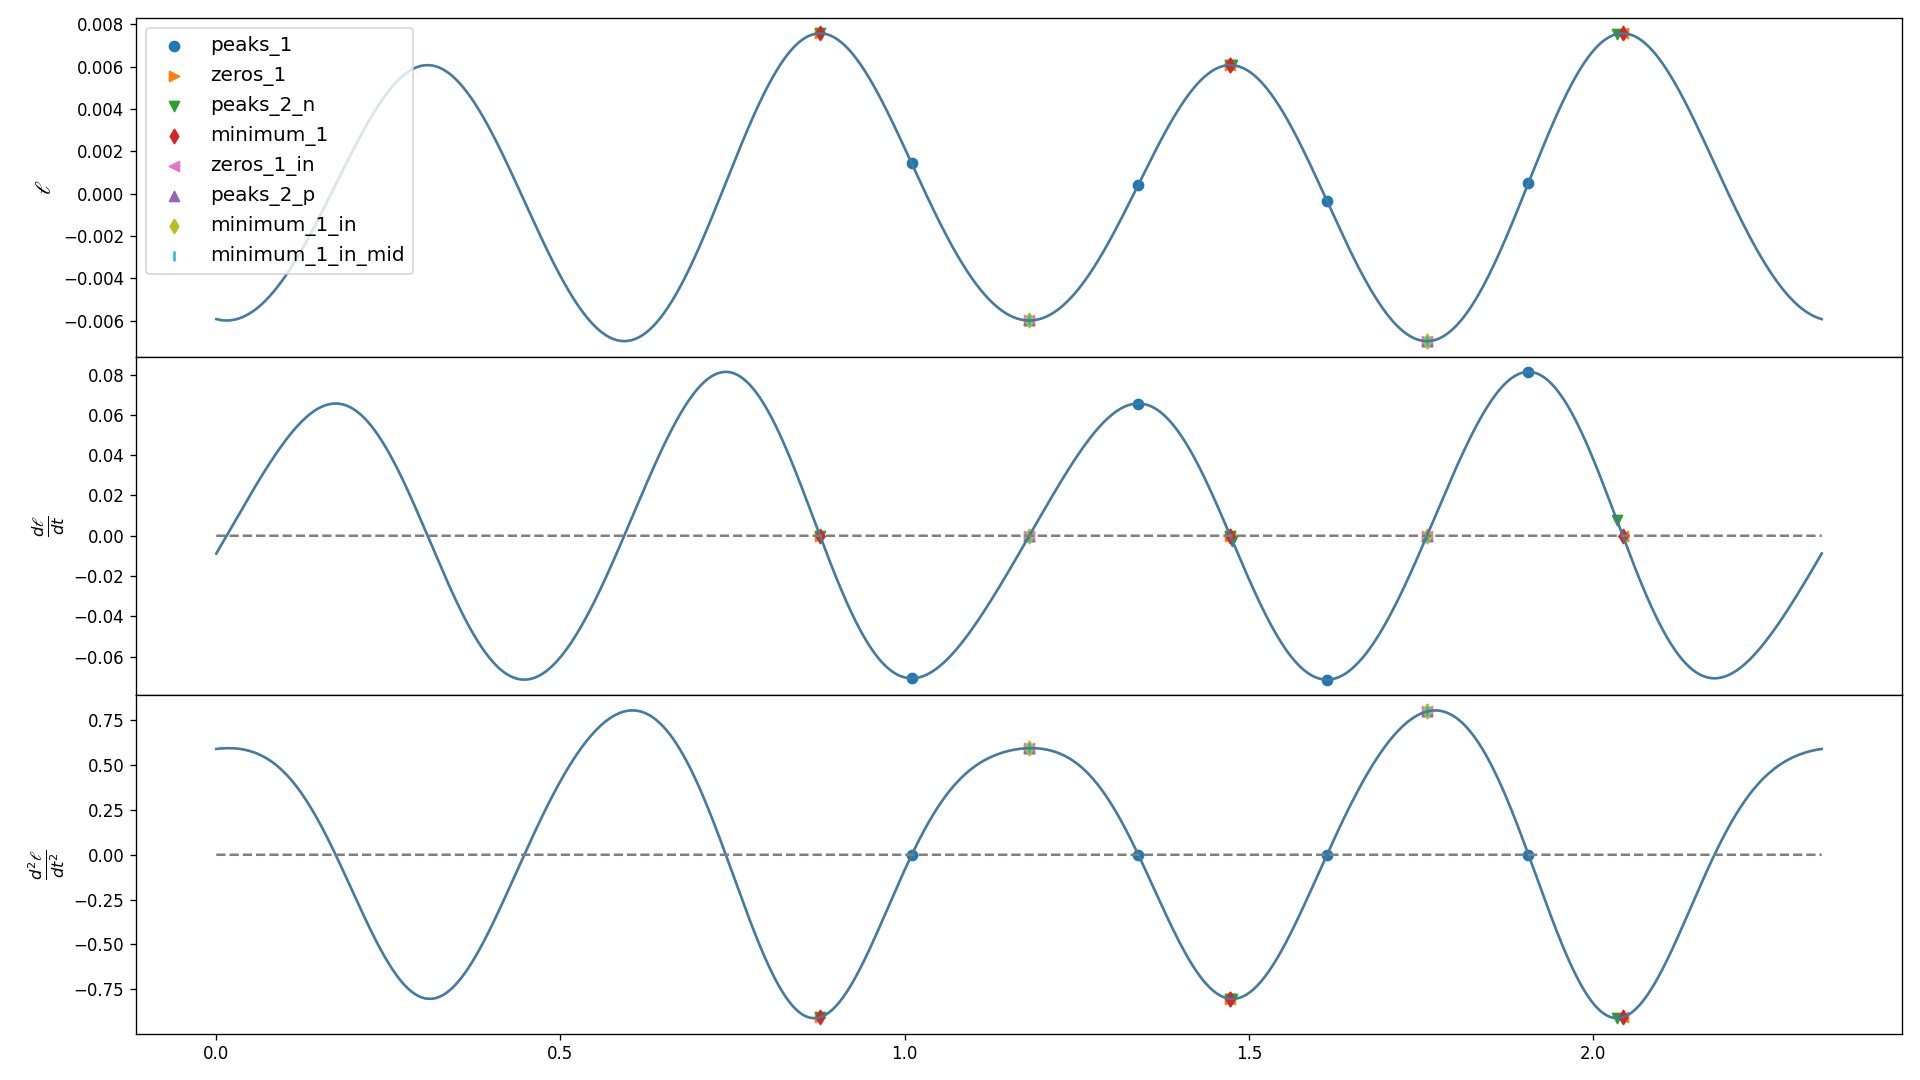 0.008
0.006
0.004
0.002
0.000
−0.002
−0.004
−0.006
ℓ
peaks_1
zeros_1
peaks_2_n
minimum_1
zeros_1_in
peaks_2_p
minimum_1_in
minimum_1_in_mid
0.08
0.06
0.04
0.02
0.00
−0.02
−0.04
−0.06
dℓ/dt
0.75
0.50
0.25
0.00
−0.25
−0.50
−0.75
d²ℓ/dt²
0.0 0.5 1.0 1.5 2.0